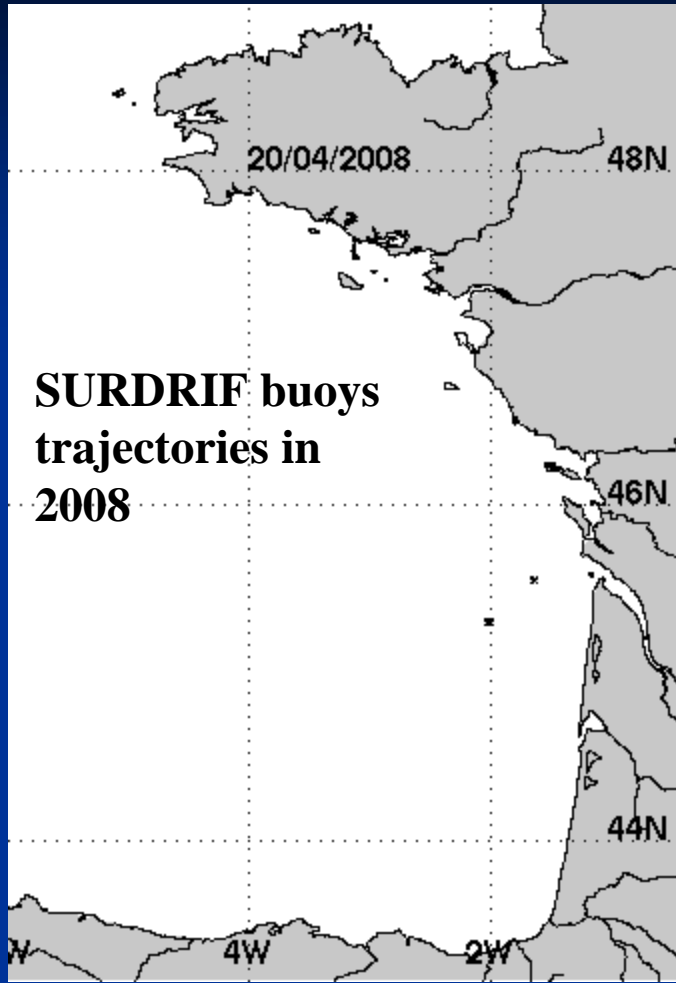 20/04/2008 48N
SURDRIF buoys
trajectories in
2008
46N
44N
W 4W 2W